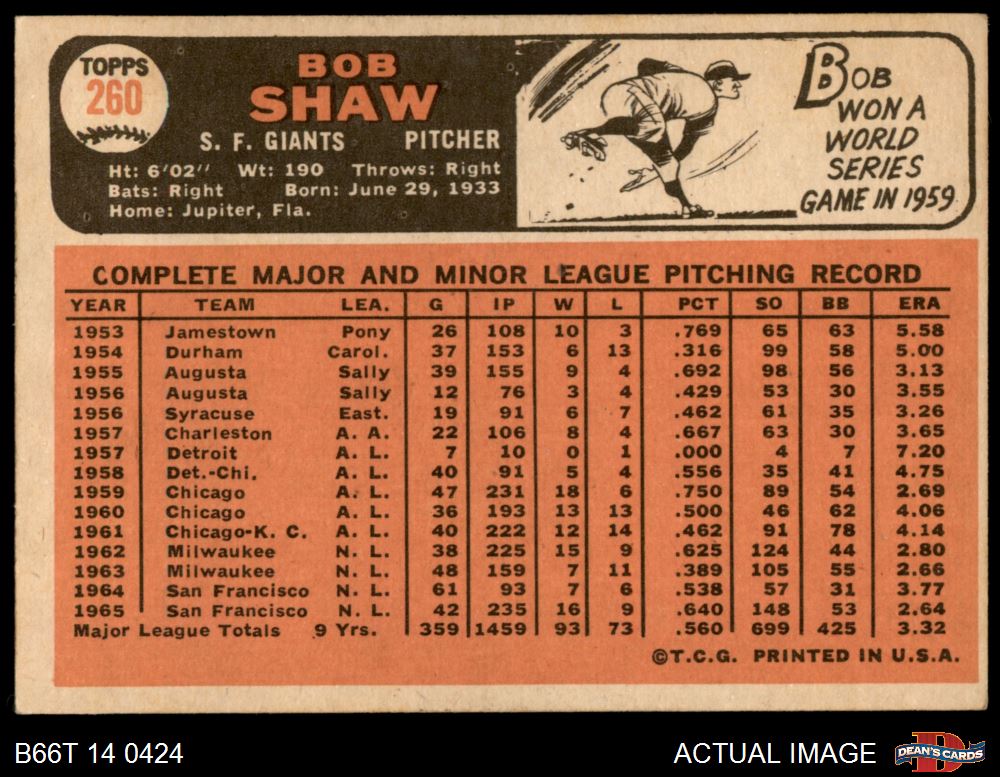 TOPPS
260
BOB
SHAW
S. F. GIANTS PITCHER
Ht: 6'02" Wt: 190 Throws: Right
Bats: Right Born: June 29, 1933
Home: Jupiter, Fla.
BOB
WON A
WORLD
SERIES
GAME IN 1959
COMPLETE MAJOR AND MINOR LEAGUE PITCHING RECORD
YEAR TEAM LEA. G IP W L PCT SO BB ERA
1953 Jamestown Pony 26 108 10 3 .769 65 63 5.58
1954 Durham Carol. 37 153 6 13 .316 99 58 5.00
1955 Augusta Sally 39 155 9 4 .692 98 56 3.13
1956 Augusta Sally 12 76 3 4 .429 53 30 3.55
1956 Syracuse East. 19 91 6 7 .462 61 35 3.26
1957 Charleston A. A. 22 106 8 4 .667 63 30 3.65
1957 Detroit A. L. 7 10 0 1 .000 4 7 7.20
1958 Det.-Chi. A. L. 40 91 5 4 .556 35 41 4.75
1959 Chicago A. L. 47 231 18 6 .750 89 54 2.69
1960 Chicago A. L. 36 193 13 13 .500 46 62 4.06
1961 Chicago-K. C. A. L. 40 222 12 14 .462 91 78 4.14
1962 Milwaukee N. L. 38 225 15 9 .625 124 44 2.80
1963 Milwaukee N. L. 48 159 7 11 .389 105 55 2.66
1964 San Francisco N. L. 61 93 7 6 .538 57 31 3.77
1965 San Francisco N. L. 42 235 16 9 .640 148 53 2.64
Major League Totals 9 Yrs. 359 1459 93 73 .560 699 425 3.32
©T.C.G. PRINTED IN U.S.A.
B66T 14 0424 ACTUAL IMAGE
D
DEAN'S CARDS